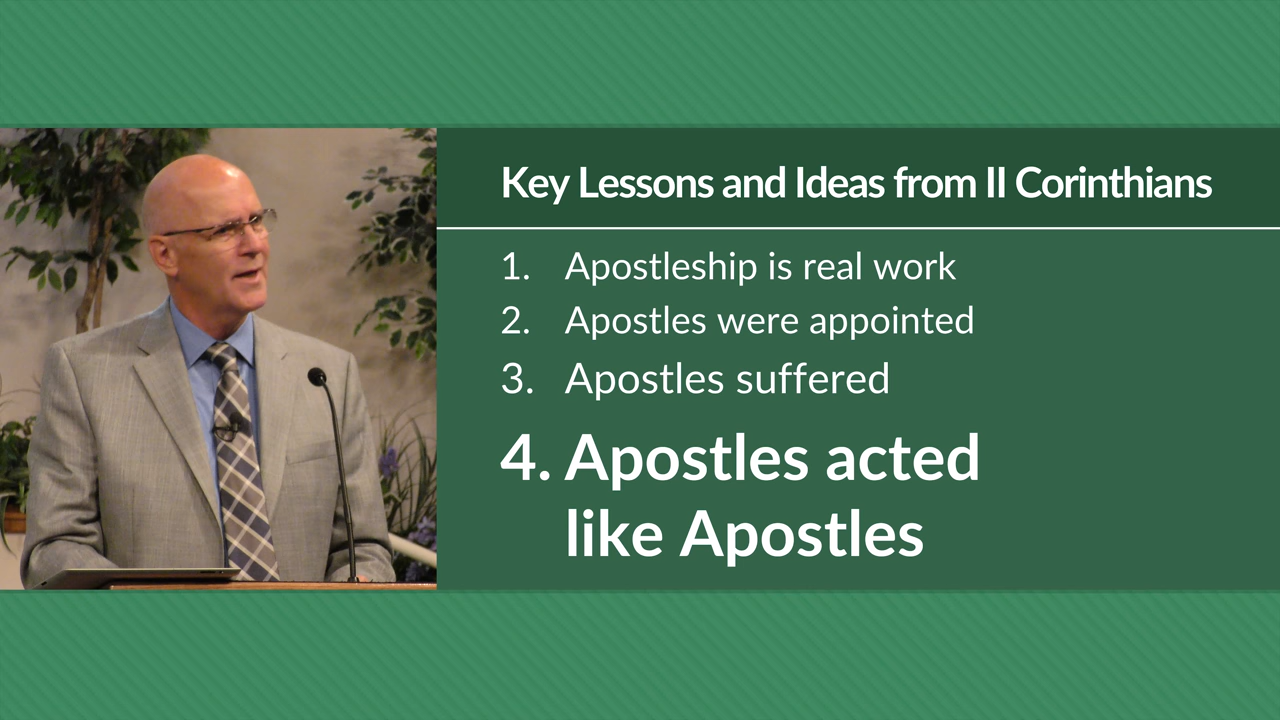 Key Lessons and Ideas from II Corinthians
1. Apostleship is real work
2. Apostles were appointed
3. Apostles suffered
4. Apostles acted
like Apostles